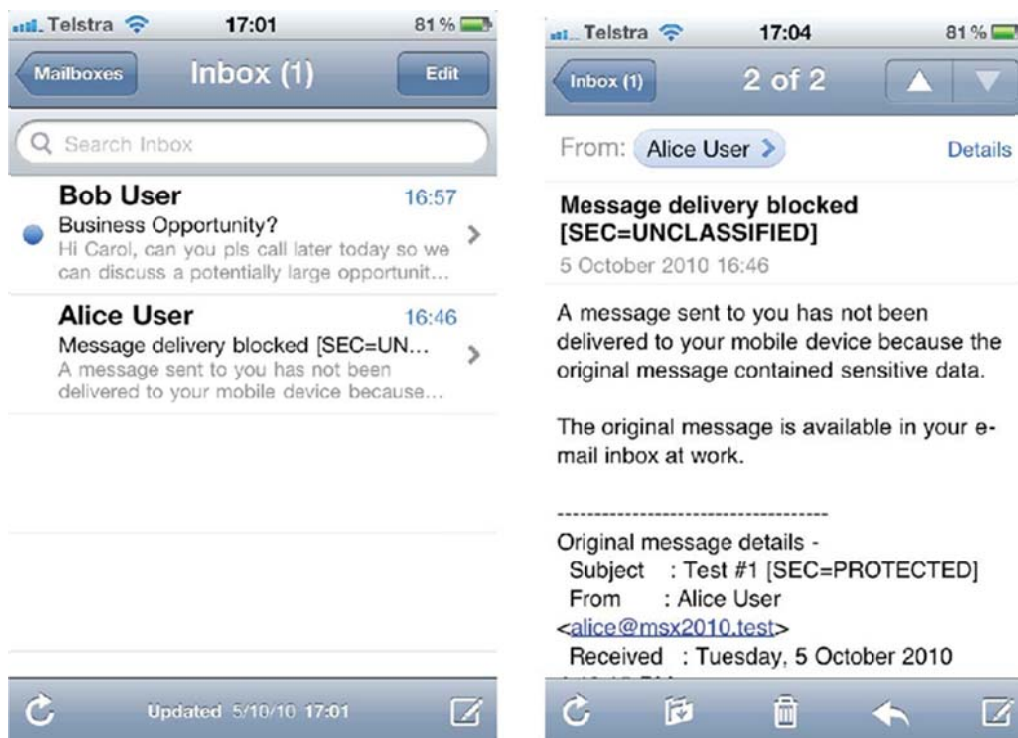 Telstra 17:01 81%
Mailboxes Inbox (1) Edit
Search Inbox
Bob User 16:57
Business Opportunity?
Hi Carol, can you pls call later today so we
can discuss a potentially large opportunit...
Alice User 16:46
Message delivery blocked [SEC=UN...
A message sent to you has not been
delivered to your mobile device because...
Updated 5/10/10 17:01
Telstra 17:04 81%
Inbox (1) 2 of 2
From: Alice User Details
Message delivery blocked
[SEC=UNCLASSIFIED]
5 October 2010 16:46
A message sent to you has not been
delivered to your mobile device because the
original message contained sensitive data.
The original message is available in your e-
mail inbox at work.
-----------------------------------
Original message details -
Subject : Test #1 [SEC=PROTECTED]
From : Alice User
<alice@msx2010.test>
Received : Tuesday, 5 October 2010